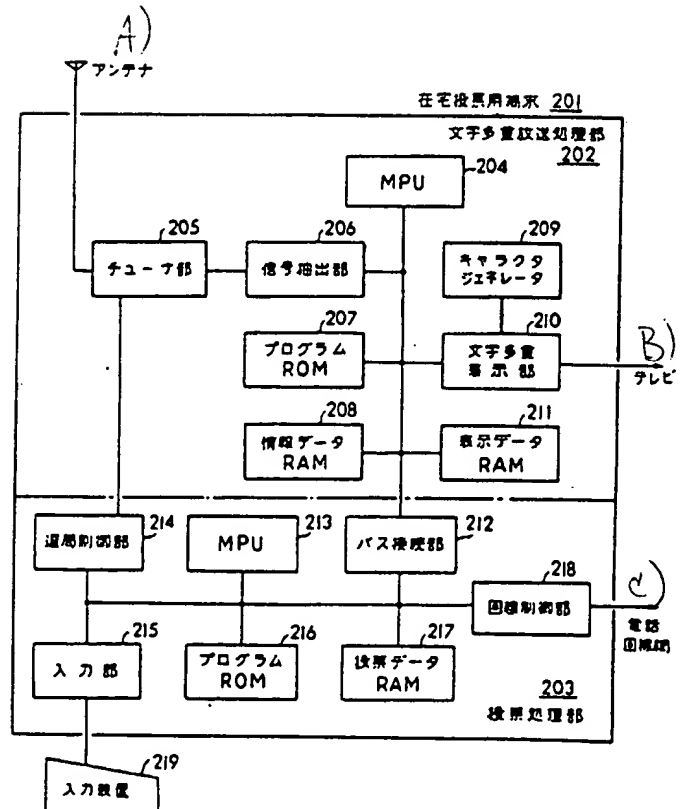 A)
アンテナ
在宅投票用端末 201
文字多重放送処理部
202
204
MPU
205
チューナ部
206
信号抽出部
209
キャラクタ
ジェネレータ
207
プログラム
ROM
210
文字多重
表示部
B)
テレビ
208
情報データ
RAM
211
表示データ
RAM
214
選局制御部
213
MPU
212
バス接続部
218
回線制御部
C)
電話
回線網
215
入力部
216
プログラム
ROM
217
投票データ
RAM
203
投票処理部
219
入力装置